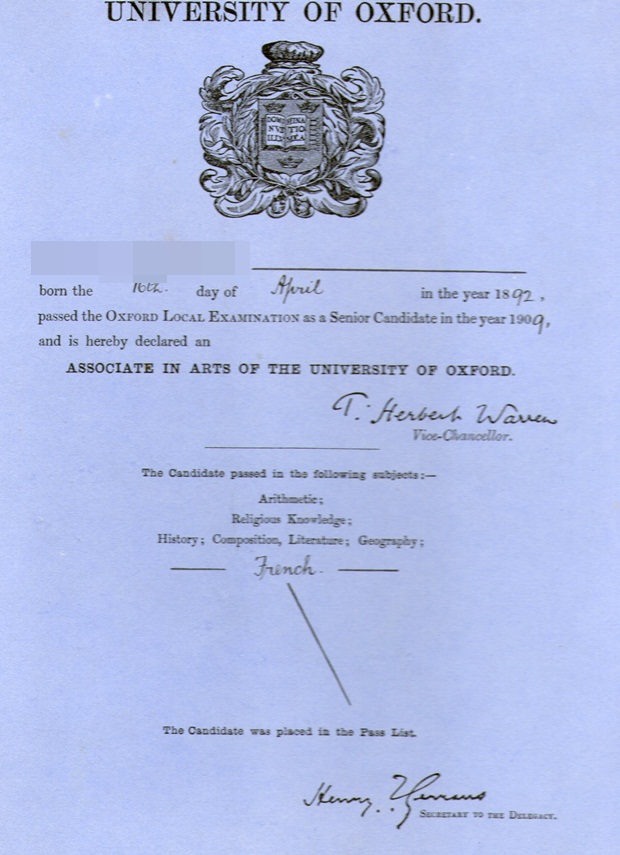 UNIVERSITY OF OXFORD.
DOMINA
NVSTIO
ILLVMEA
born the 16th. day of April in the year 1892,
passed the OXFORD LOCAL EXAMINATION as a Senior Candidate in the year 1909,
and is hereby declared an
ASSOCIATE IN ARTS OF THE UNIVERSITY OF OXFORD.
T. Herbert Warren
Vice-Chancellor.
The Candidate passed in the following subjects:—
Arithmetic;
Religious Knowledge;
History; Composition, Literature; Geography;
French.
The Candidate was placed in the Pass List.
Henry
SECRETARY TO THE DELEGACY.